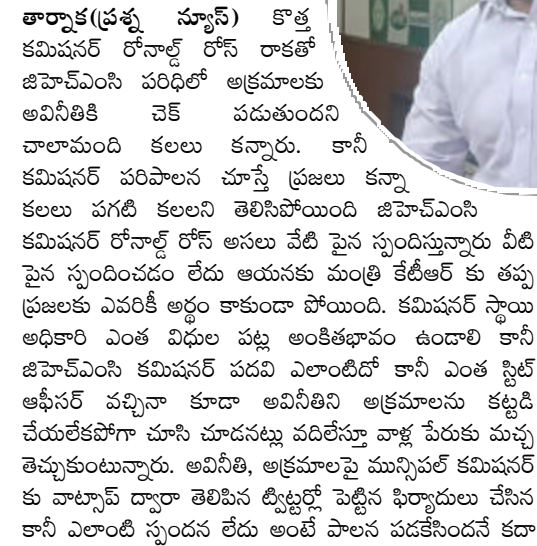 తార్నాక(ప్రశ్న న్యూస్) కొత్త
కమిషనర్ రోనాల్డ్ రోస్ రాకతో
జిహెచ్ఎంసి పరిధిలో అక్రమాలకు
అవినీతికి చెక్ పడుతుందని
చాలామంది కలలు కన్నారు. కానీ
కమిషనర్ పరిపాలన చూస్తే ప్రజలు కన్నా
కలలు పగటి కలలని తెలిసిపోయింది జిహెచ్ఎంసి
కమిషనర్ రోనాల్డ్ రోస్ అసలు వేటి పైన స్పందిస్తున్నారు వీటి
పైన స్పందించడం లేదు ఆయనకు మంత్రి కేటీఆర్ కు తప్ప
ప్రజలకు ఎవరికీ అర్థం కాకుండా పోయింది. కమిషనర్ స్థాయి
అధికారి ఎంత విధుల పట్ల అంకితభావం ఉండాలి కానీ
జిహెచ్ఎంసి కమిషనర్ పదవి ఎలాంటిదో కానీ ఎంత స్టిట్
ఆఫీసర్ వచ్చినా కూడా అవినీతిని అక్రమాలను కట్టడి
చేయలేకపోగా చూసి చూడనట్లు వదిలేస్తూ వాళ్ల పేరుకు మచ్చ
తెచ్చుకుంటున్నారు. అవినీతి, అక్రమాలపై మున్సిపల్ కమిషనర్
కు వాట్సాప్ ద్వారా తెలిపిన ట్విట్టర్లో పెట్టిన ఫిర్యాదులు చేసిన
కానీ ఎలాంటి స్పందన లేదు అంటే పాలన పడకేసిందనే కదా